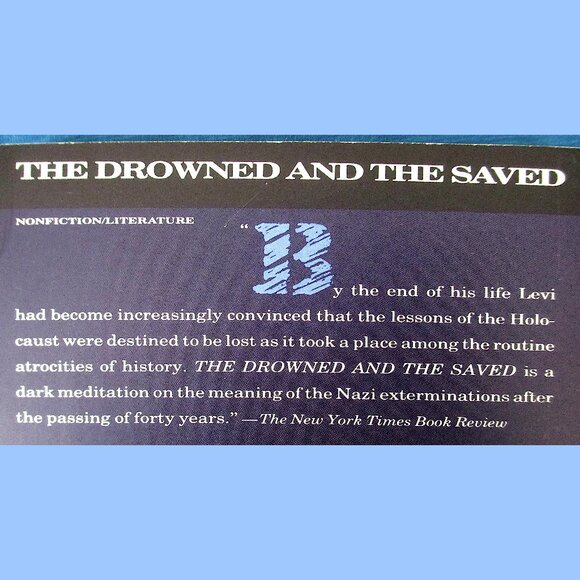 THE DROWNED AND THE SAVED
NONFICTION/LITERATURE
"By the end of his life Levi
had become increasingly convinced that the lessons of the Holo-
caust were destined to be lost as it took a place among the routine
atrocities of history. THE DROWNED AND THE SAVED is a
dark meditation on the meaning of the Nazi exterminations after
the passing of forty years." —The New York Times Book Review